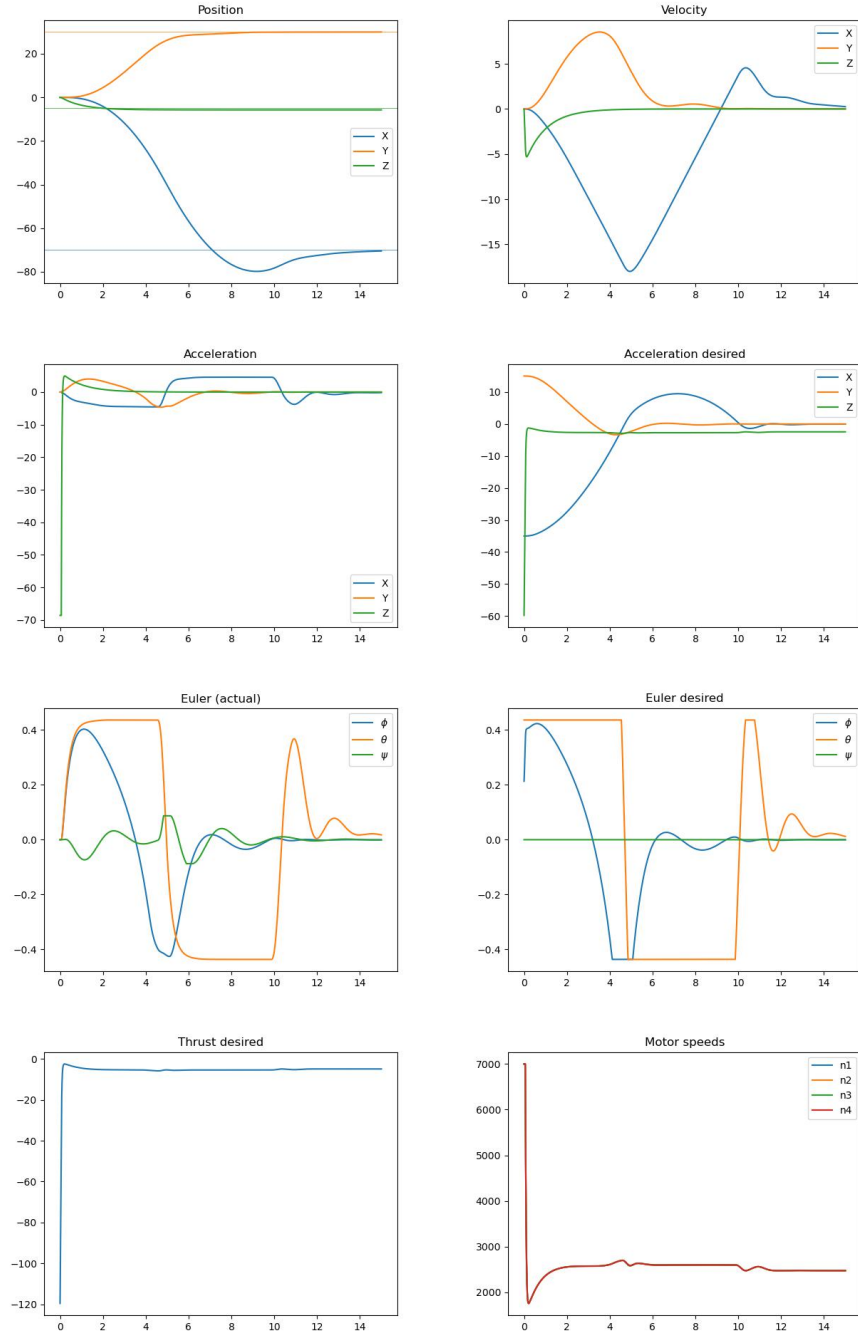 Position
20
0
−20
−40
−60
−80
X
Y
Z
0 2 4 6 8 10 12 14
Velocity
5
0
−5
−10
−15
X
Y
Z
0 2 4 6 8 10 12 14
Acceleration
0
−10
−20
−30
−40
−50
−60
−70
X
Y
Z
0 2 4 6 8 10 12 14
Acceleration desired
10
0
−10
−20
−30
−40
−50
−60
X
Y
Z
0 2 4 6 8 10 12 14
Euler (actual)
0.4
0.2
0.0
−0.2
−0.4
ϕ
θ
ψ
0 2 4 6 8 10 12 14
Euler desired
0.4
0.2
0.0
−0.2
−0.4
ϕ
θ
ψ
0 2 4 6 8 10 12 14
Thrust desired
0
−20
−40
−60
−80
−100
−120
0 2 4 6 8 10 12 14
Motor speeds
7000
6000
5000
4000
3000
2000
n1
n2
n3
n4
0 2 4 6 8 10 12 14